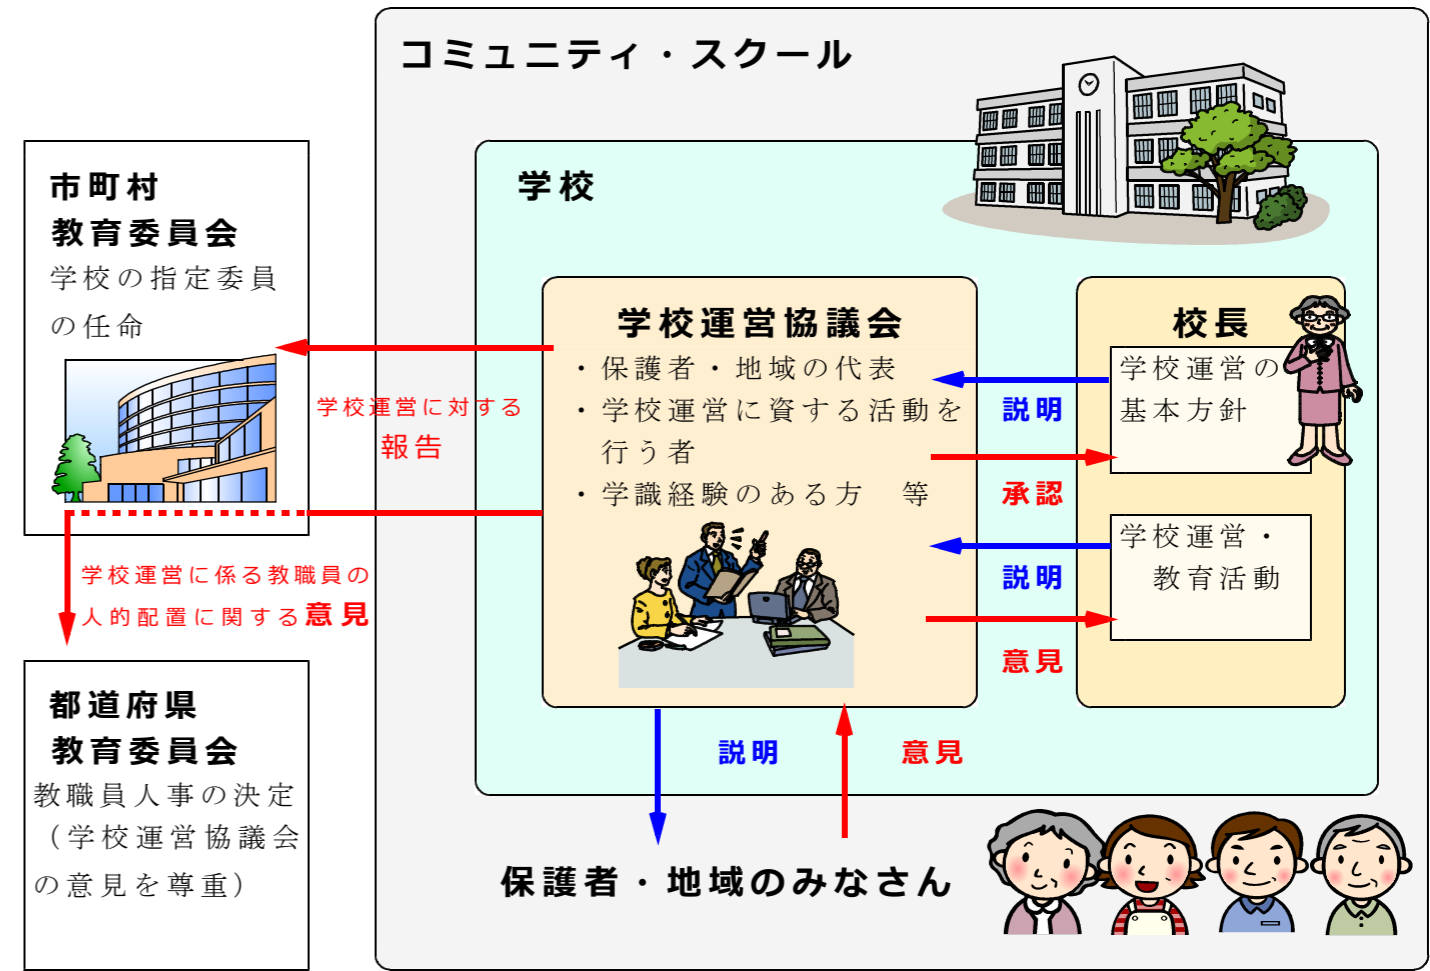 コミュニティ・スクール
市町村
教育委員会
学校の指定委員
の任命
学校
学校運営協議会
・保護者・地域の代表
・学校運営に資する活動を
行う者
・学識経験のある方　等
校長
学校運営の
基本方針
説明
承認
学校運営・
教育活動
説明
意見
学校運営に対する
報告
学校運営に係る教職員の
人的配置に関する意見
都道府県
教育委員会
教職員人事の決定
（学校運営協議会
の意見を尊重）
説明
意見
保護者・地域のみなさん